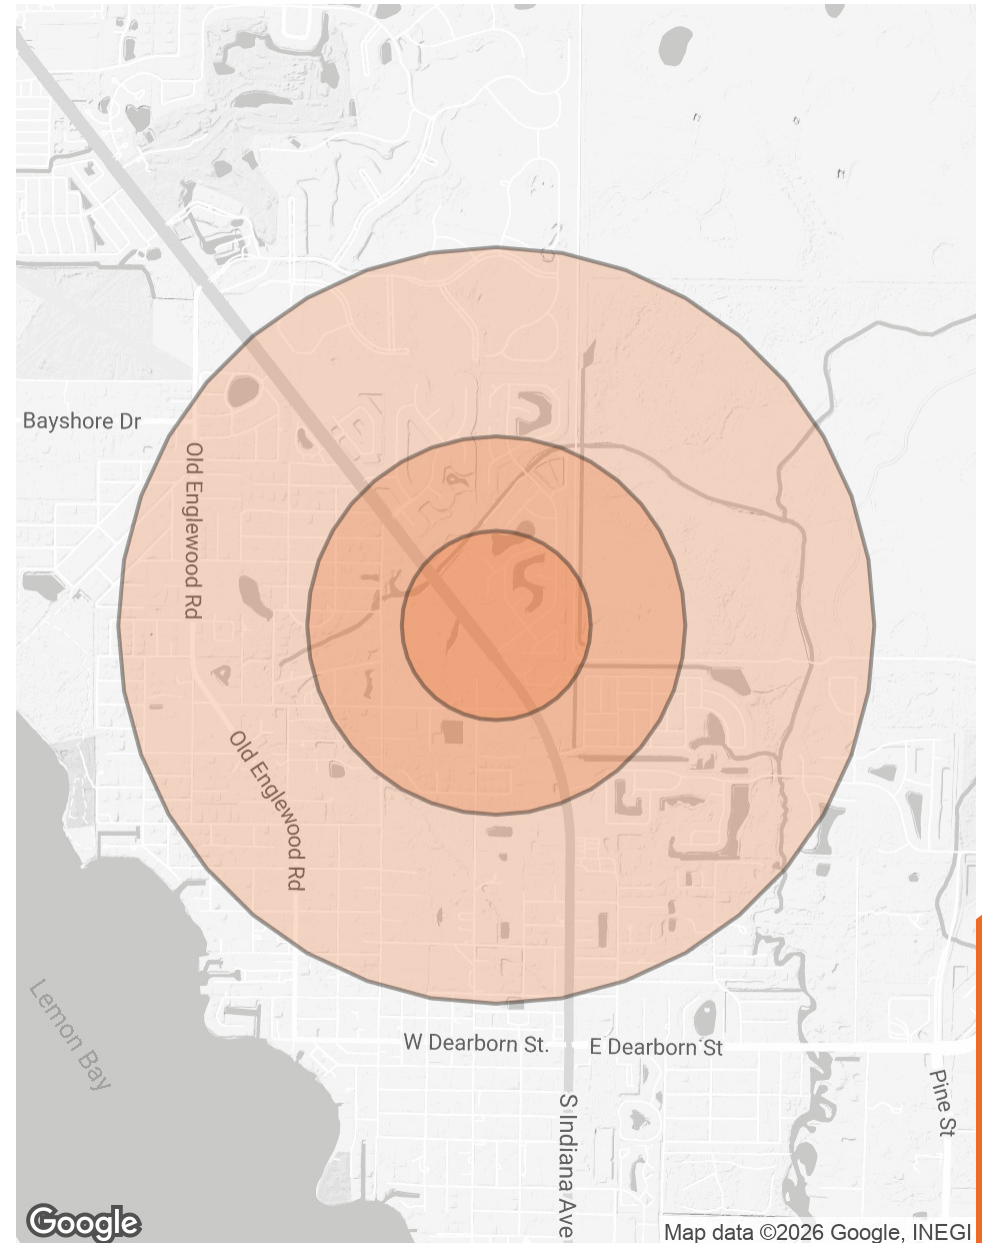 Bayshore Dr
Old Englewood Rd
Old Englewood Rd
Lemon Bay
W Dearborn St.
E Dearborn St
Pine St
S Indiana Ave
Google
Map data ©2026 Google, INEGI